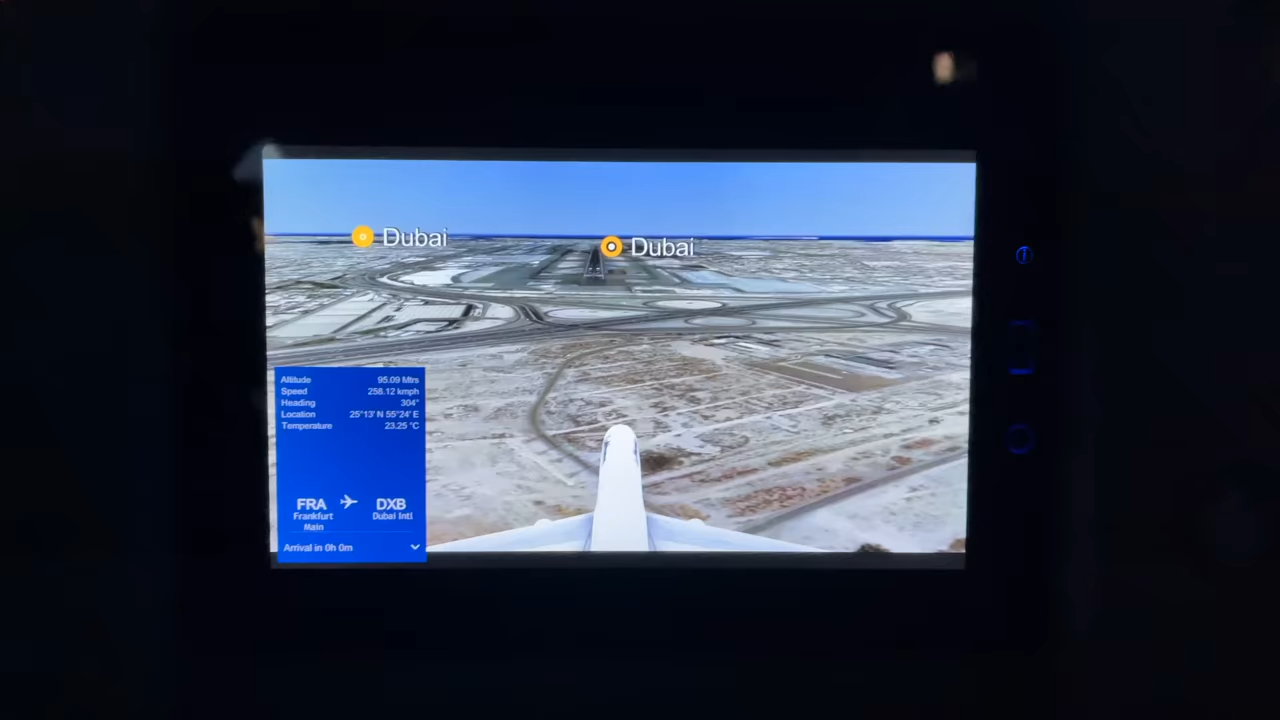 Dubai
Dubai
Altitude 95.09 Mtrs
Speed 258.12 kmph
Heading 304°
Location 25°13' N 55°24' E
Temperature 23.25 °C
FRA DXB
Frankfurt Main Dubai Intl
Arrival in 0h 0m